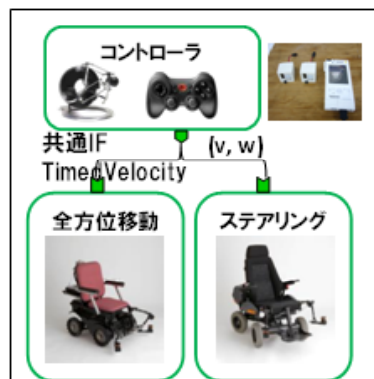 コントローラ
共通IF (v, w)
TimedVelocity
全方位移動
ステアリング